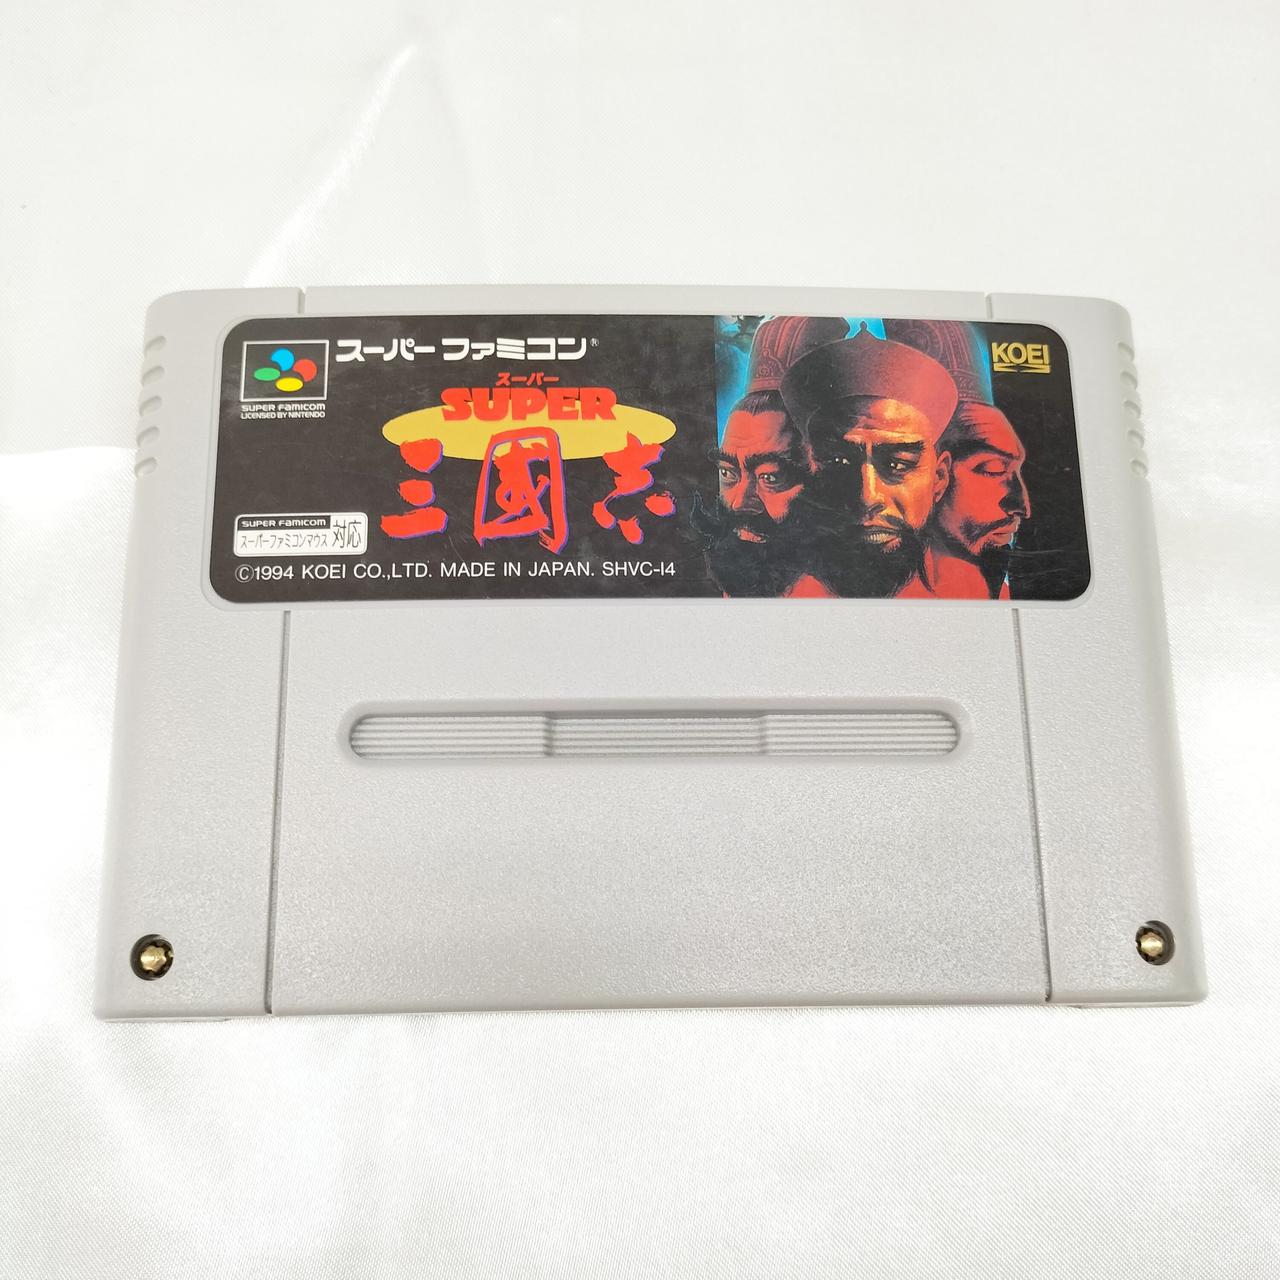 スーパーファミコン®
SUPER FAMICOM
LICENSED BY NINTENDO
スーパー
SUPER
三國志
KOEI
SUPER FAMICOM
スーパーファミコンマウス 対応
©1994 KOEI CO.,LTD. MADE IN JAPAN. SHVC-I4